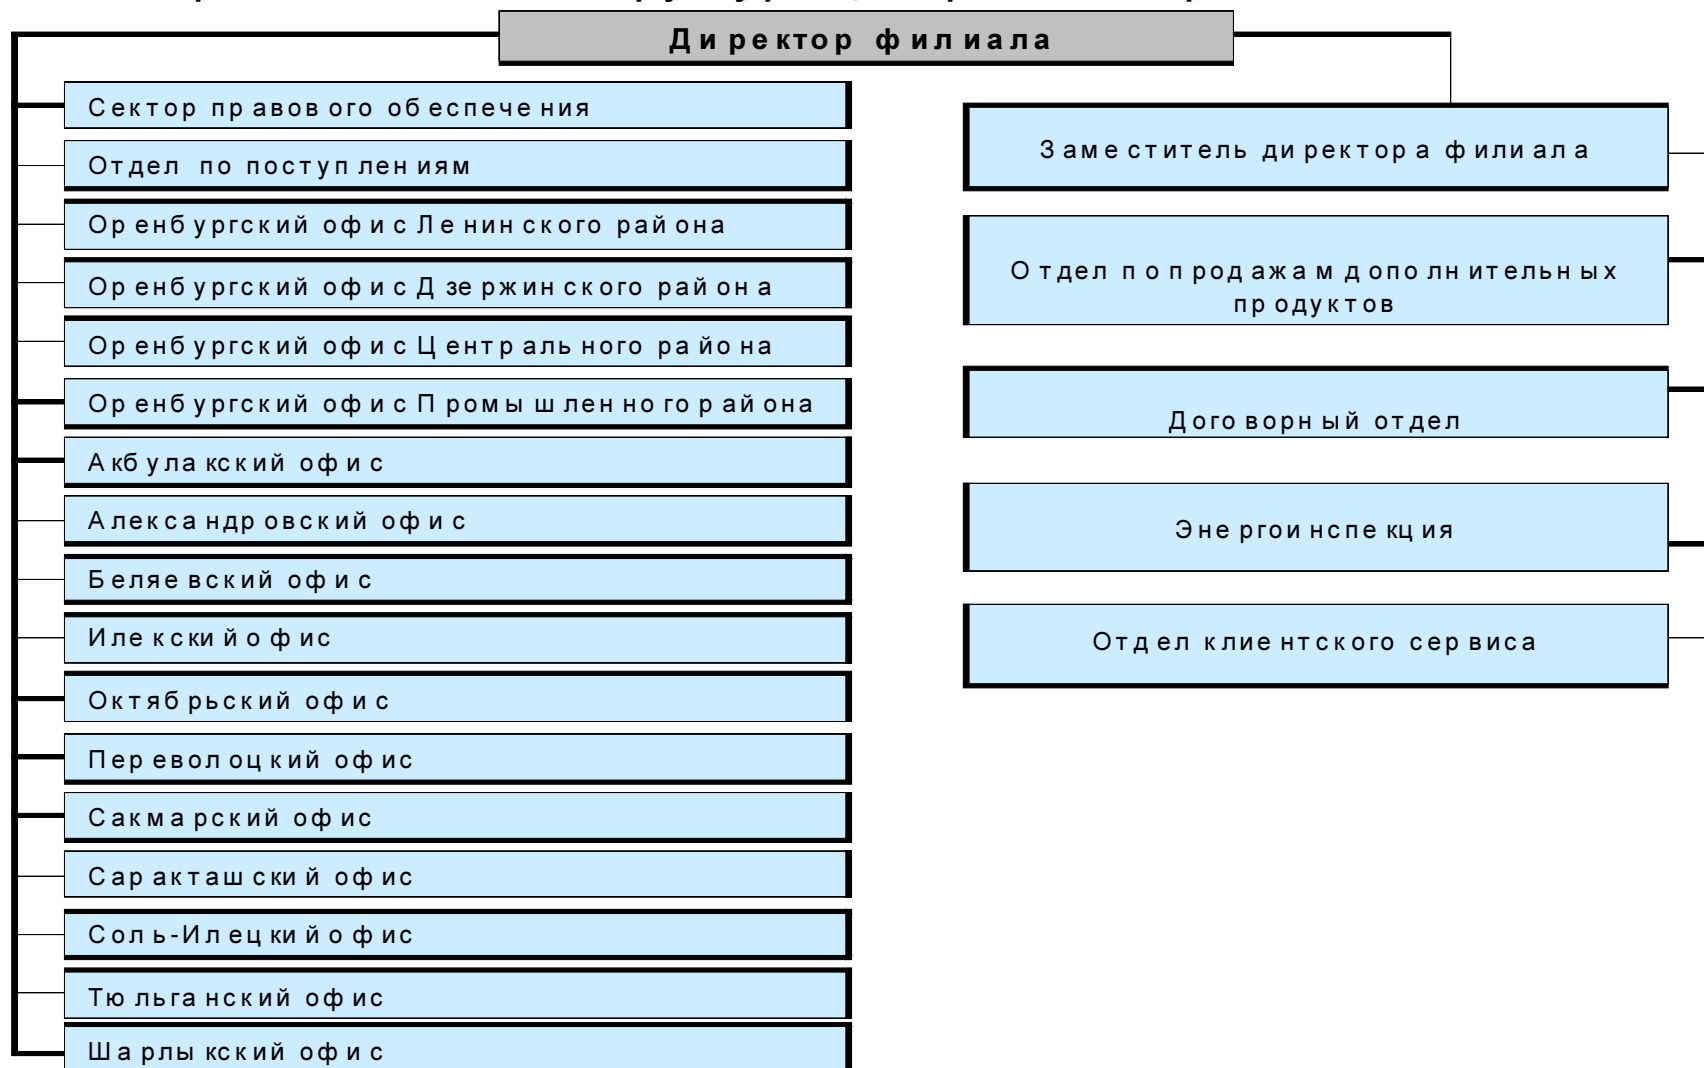 Директор филиала
Сектор правового обеспечения
Отдел по поступлениям
Оренбургский офис Ленинского района
Оренбургский офис Дзержинского района
Оренбургский офис Центрального района
Оренбургский офис Промышленного района
Акбулакский офис
Александровский офис
Беляевский офис
Илекский офис
Октябрьский офис
Переволоцкий офис
Сакмарский офис
Саракташский офис
Соль-Илецкий офис
Тюльганский офис
Шарлыкский офис
Заместитель директора филиала
Отдел по продажам дополнительных
продуктов
Договорный отдел
Энергоинспекция
Отдел клиентского сервиса